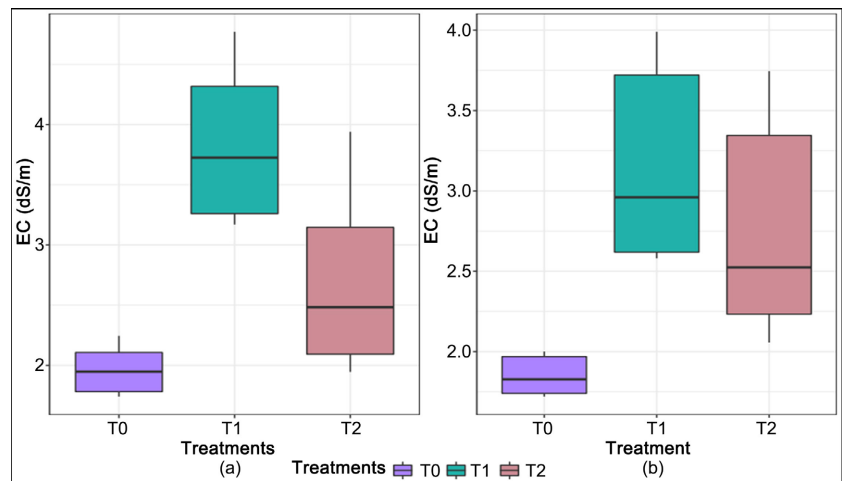 EC (dS/m)
4
3
2
T0 T1 T2
Treatments
(a)
EC (dS/m)
4.0
3.5
3.0
2.5
2.0
T0 T1 T2
Treatment
(b)
Treatments T0 T1 T2